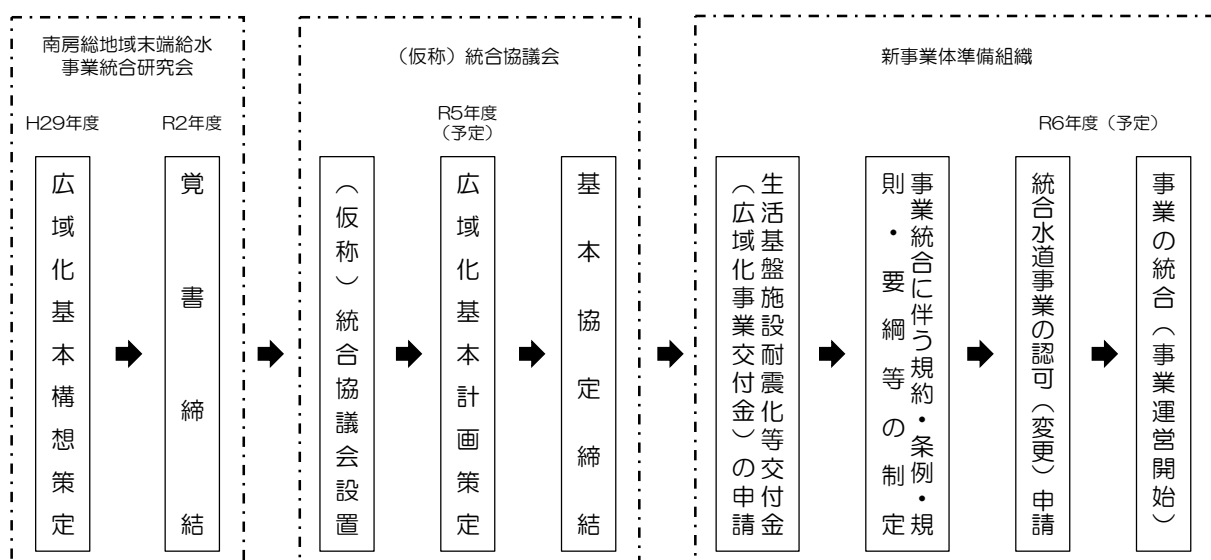 南房総地域末端給水
事業統合研究会
H29年度
R2年度
広域化基本構想策定
覚書締結
（仮称）統合協議会
R5年度
（予定）
（仮称）統合協議会設置
広域化基本計画策定
基本協定締結
新事業体準備組織
R6年度（予定）
生活基盤施設耐震化等交付金
（広域化事業交付金）の申請
事業統合に伴う規約・条例・規
則・要綱等の制定
統合水道事業の認可（変更）申請
事業の統合（事業運営開始）